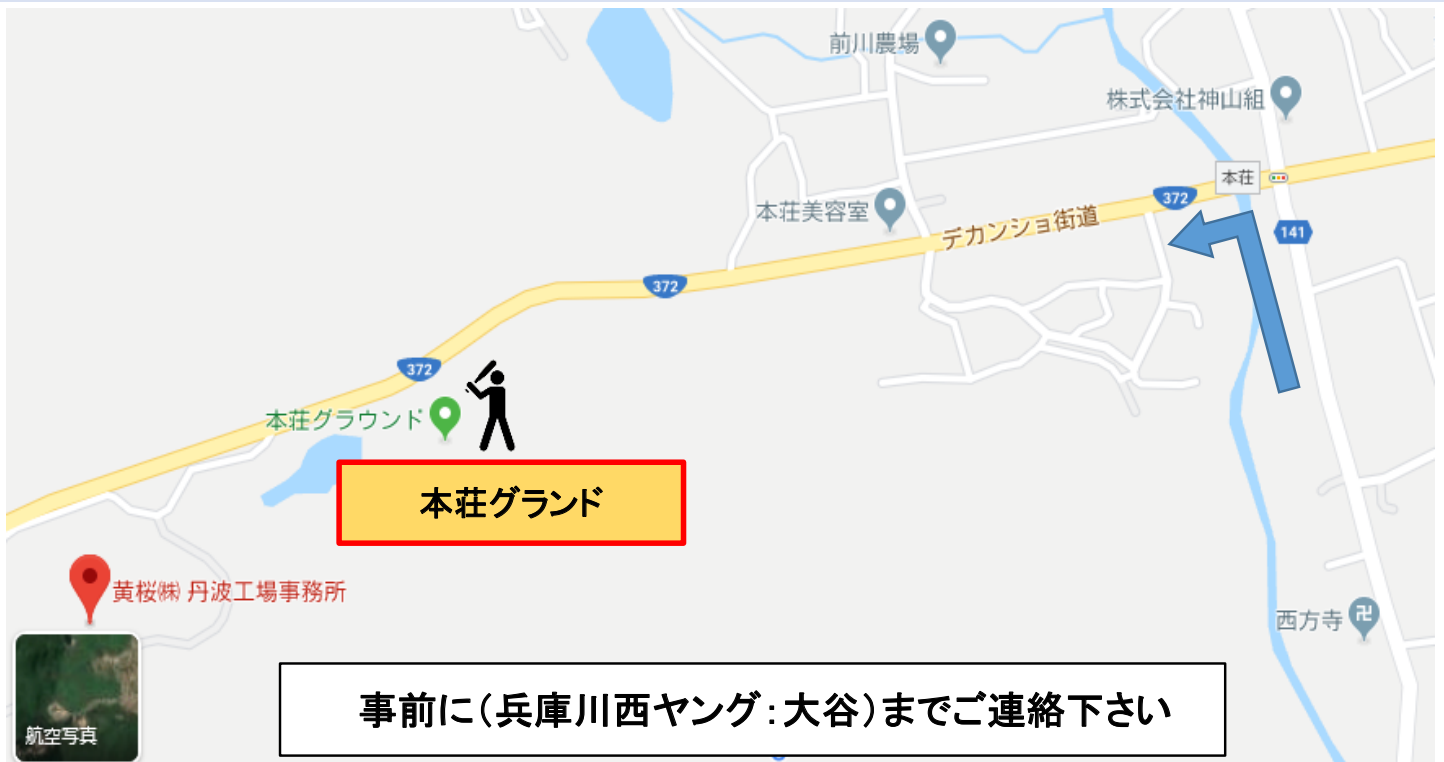 前川農場
株式会社神山組
本荘
372
本荘美容室
デカンショ街道
141
372
372
本荘グラウンド
本荘グランド
黄桜㈱ 丹波工場事務所
西方寺
卍
事前に（兵庫川西ヤング：大谷）までご連絡下さい
航空写真